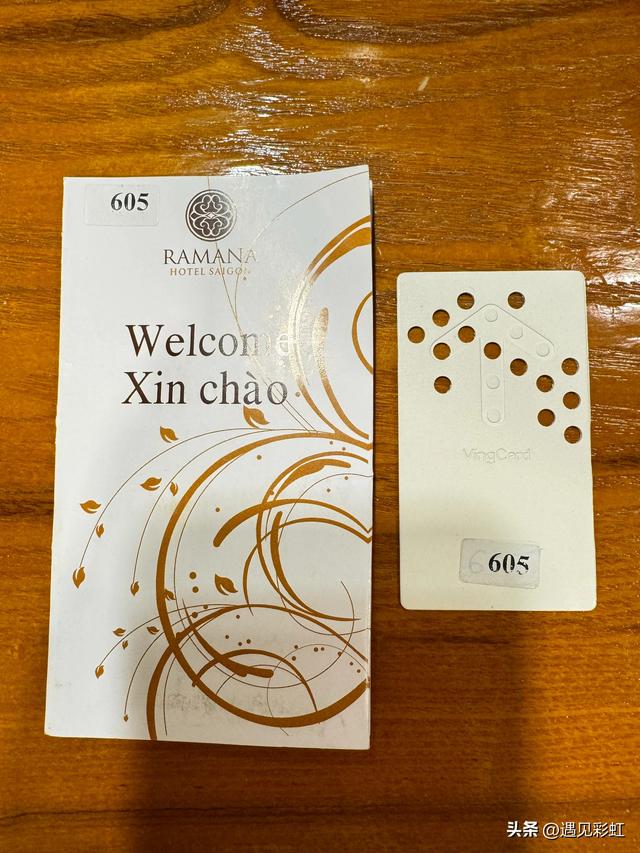 605
RAMANA
HOTEL SAIGON
Welcome
Xin chào
VingCard
605
头条 @遇见彩虹